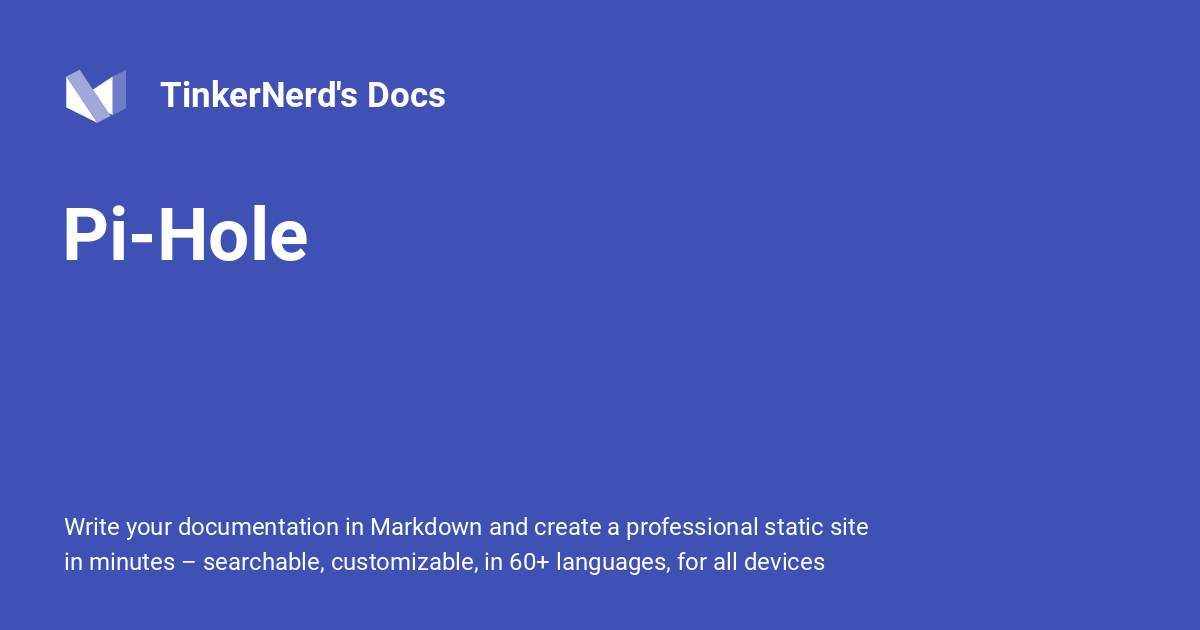 TinkerNerd's Docs
Pi-Hole
Write your documentation in Markdown and create a professional static site
in minutes – searchable, customizable, in 60+ languages, for all devices